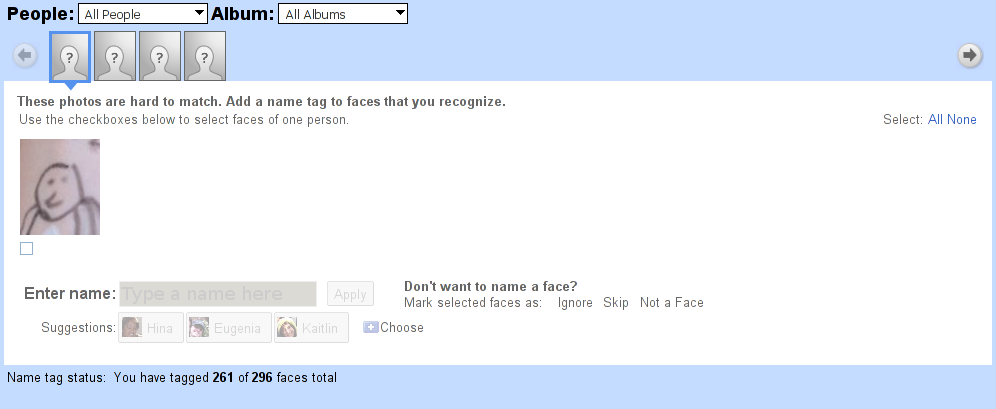 People: All People Album: All Albums
? ? ? ?
These photos are hard to match. Add a name tag to faces that you recognize.
Use the checkboxes below to select faces of one person. Select: All None
Don't want to name a face?
Enter name: Type a name here Apply
Mark selected faces as: Ignore Skip Not a Face
Suggestions: Hina Eugenia Kaitlin Choose
Name tag status: You have tagged 261 of 296 faces total